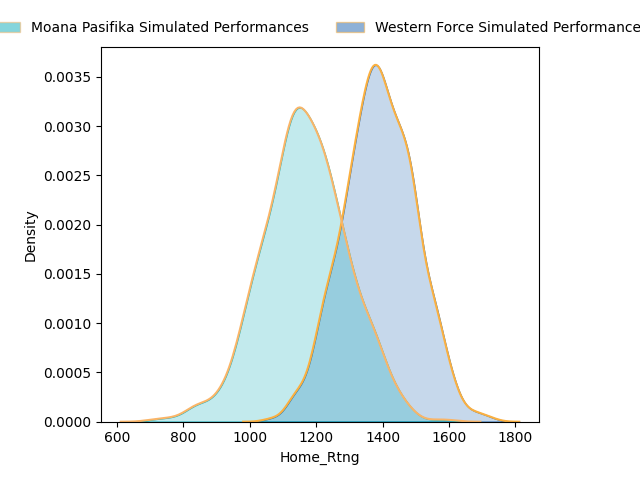 Moana Pasifika Simulated Performances
Western Force Simulated Performance
0.0035
0.0030
0.0025
0.0020
0.0015
0.0010
0.0005
0.0000
Density
600 800 1000 1200 1400 1600 1800
Home_Rtng